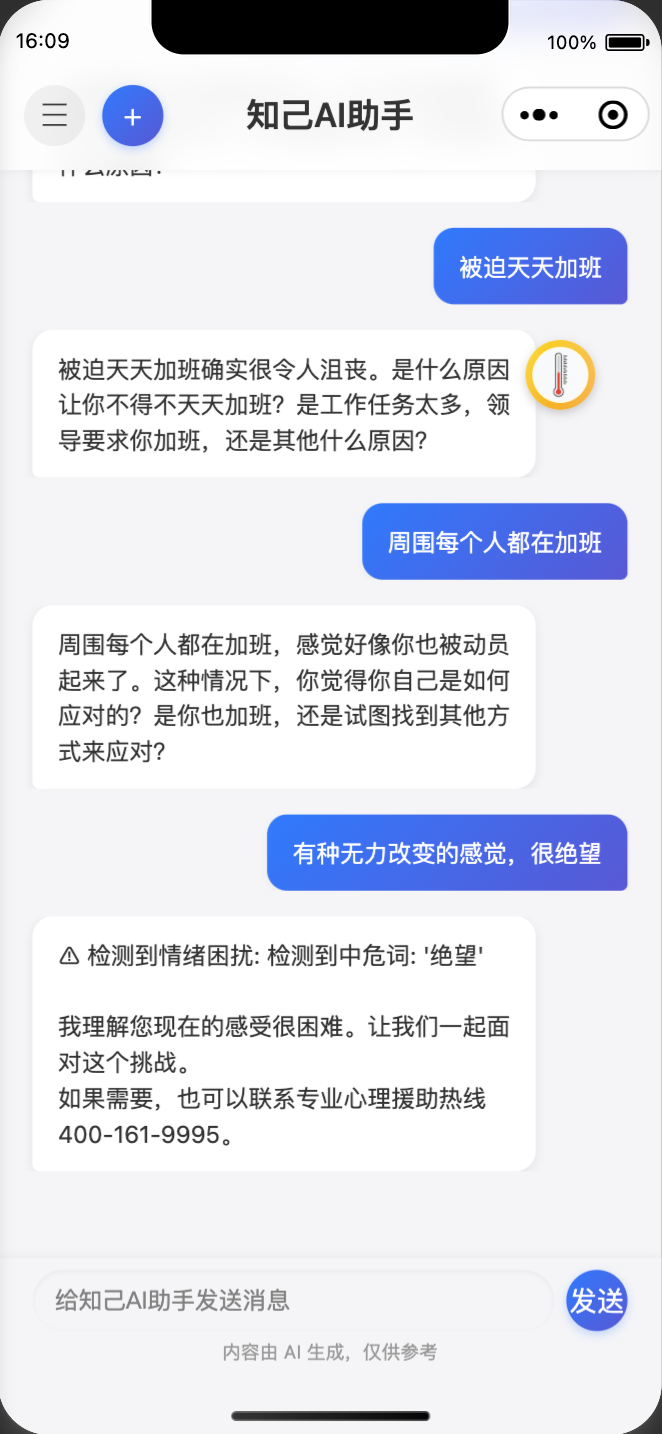 16:09
100%
知己AI助手
什么原因?
被迫天天加班
被迫天天加班确实很令人沮丧。是什么原因
让你不得不天天加班？是工作任务太多，领
导要求你加班，还是其他什么原因?
周围每个人都在加班
周围每个人都在加班，感觉好像你也被动员
起来了。这种情况下，你觉得你自己是如何
应对的？是你也加班，还是试图找到其他方
式来应对?
有种无力改变的感觉，很绝望
⚠ 检测到情绪困扰: 检测到中危词: '绝望'
我理解您现在的感受很困难。让我们一起面
对这个挑战。
如果需要，也可以联系专业心理援助热线
400-161-9995。
给知己AI助手发送消息
发送
内容由 AI 生成，仅供参考